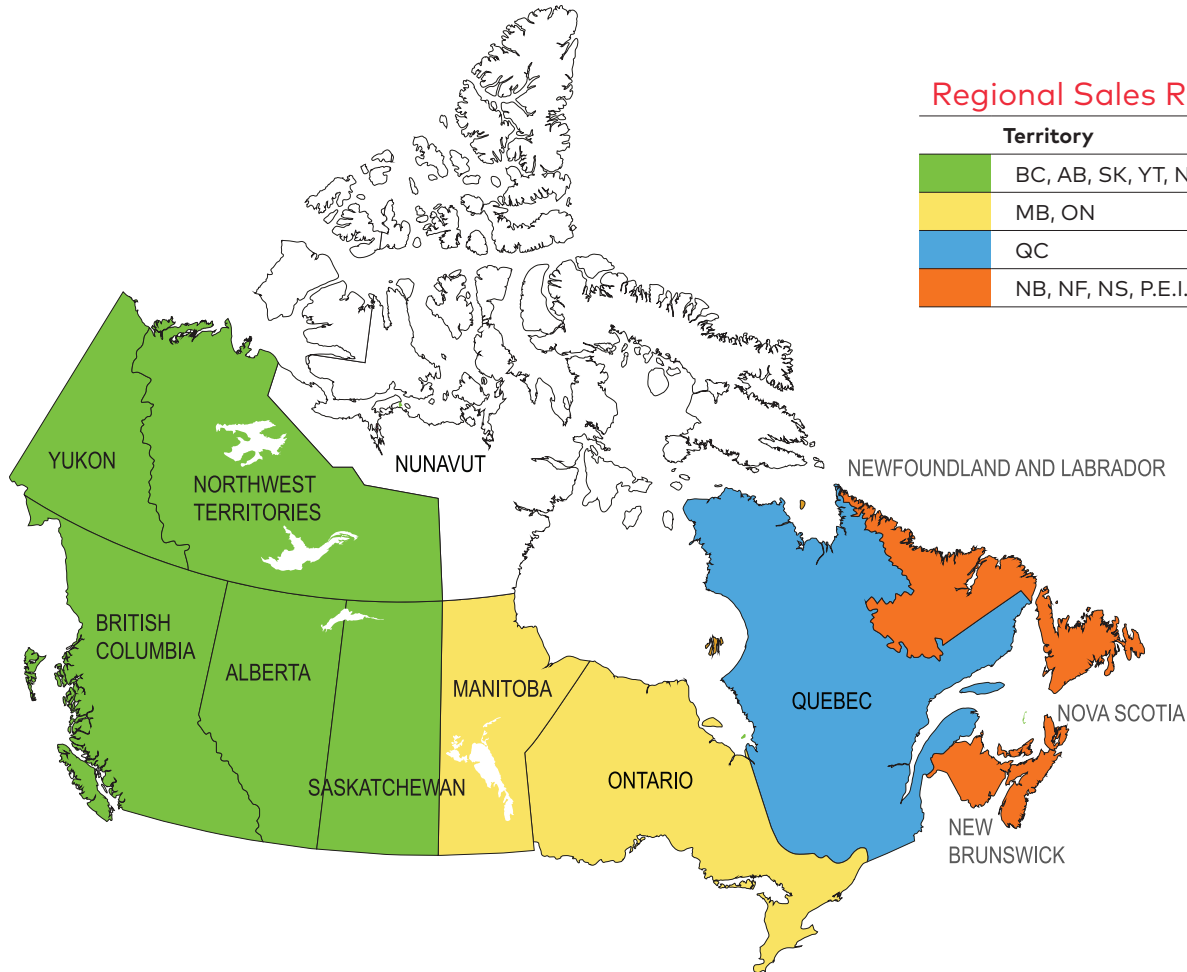 Regional Sales R
Territory
BC, AB, SK, YT, N
MB, ON
QC
NB, NF, NS, P.E.I.
NEWFOUNDLAND AND LABRADOR
YUKON
NUNAVUT
NORTHWEST
TERRITORIES
BRITISH
COLUMBIA
ALBERTA
MANITOBA
QUEBEC
NOVA SCOTIA
SASKATCHEWAN
ONTARIO
NEW
BRUNSWICK